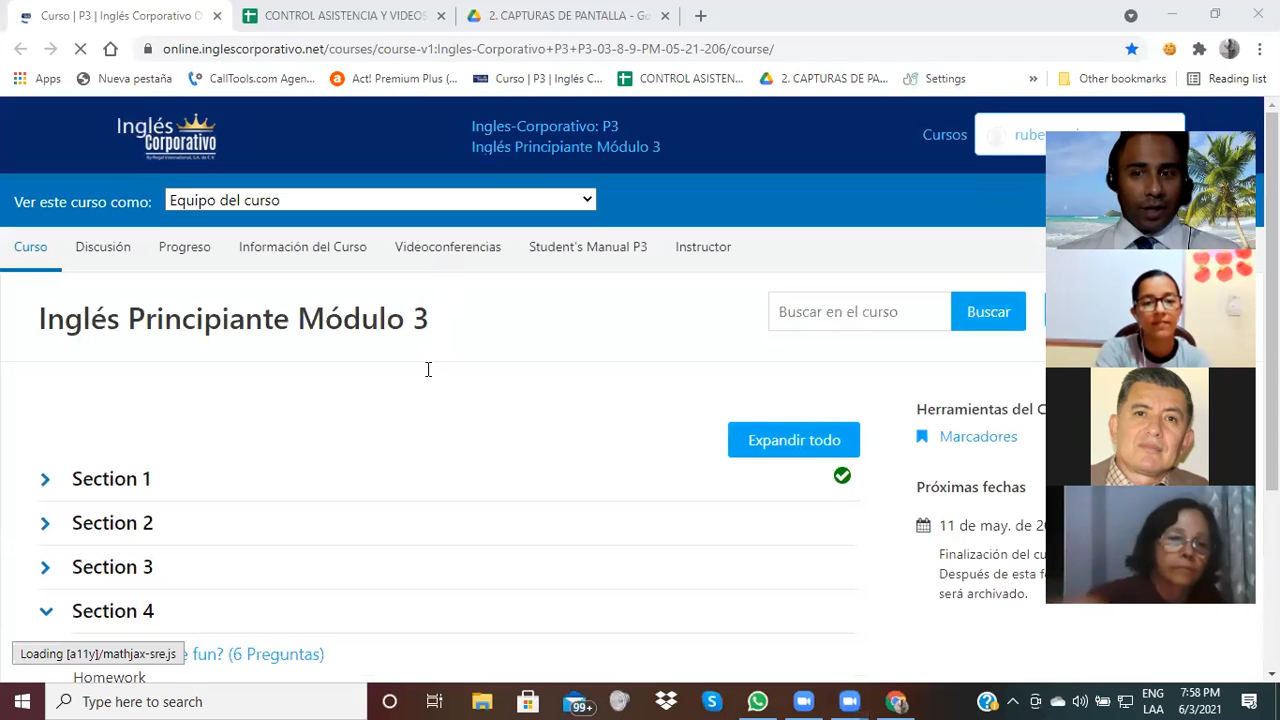 Curso | P3 | Inglés Corporativo O
CONTROL ASISTENCIA Y VIDEOS
2. CAPTURAS DE PANTALLA - Go
online.inglescorporativo.net/courses/course-v1:Ingles-Corporativo+P3+P3-03-8-9-PM-05-21-206/course/
Apps
Nueva pestaña
CallTools.com Agen...
Act! Premium Plus (...
Curso | P3 | Inglés C...
CONTROL ASISTEN...
2. CAPTURAS DE PA...
Settings
»
Other bookmarks
Reading list
Inglés
Corporativo
By Regal International, S.A. de C.V.
Ingles-Corporativo: P3
Inglés Principiante Módulo 3
Cursos
rube
Ver este curso como:
Equipo del curso
Curso
Discusión
Progreso
Información del Curso
Videoconferencias
Student's Manual P3
Instructor
Inglés Principiante Módulo 3
Buscar en el curso
Buscar
Expandir todo
Herramientas del C
Marcadores
Section 1
Próximas fechas
Section 2
11 de may. de 2
Finalización del cu
Section 3
Después de esta f
será archivado.
Section 4
Loading [a11y]/mathjax-sre.js
e fun? (6 Preguntas)
Homework
Type here to search
99+
ENG
LAA
7:58 PM
6/3/2021